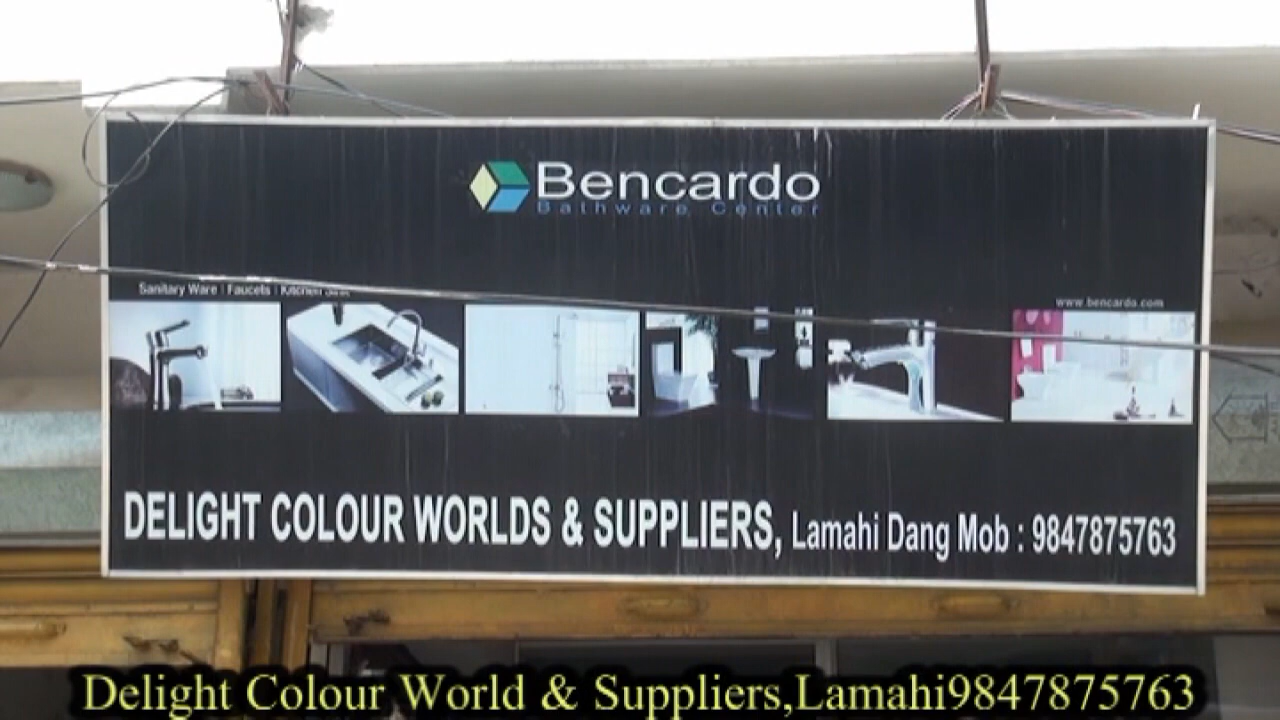 Bencardo
Bathware Center
Sanitary Ware | Faucets | Kitchen Sink
www.bencardo.com
DELIGHT COLOUR WORLDS & SUPPLIERS, Lamahi Dang Mob : 9847875763
Delight Colour World & Suppliers,Lamahi9847875763